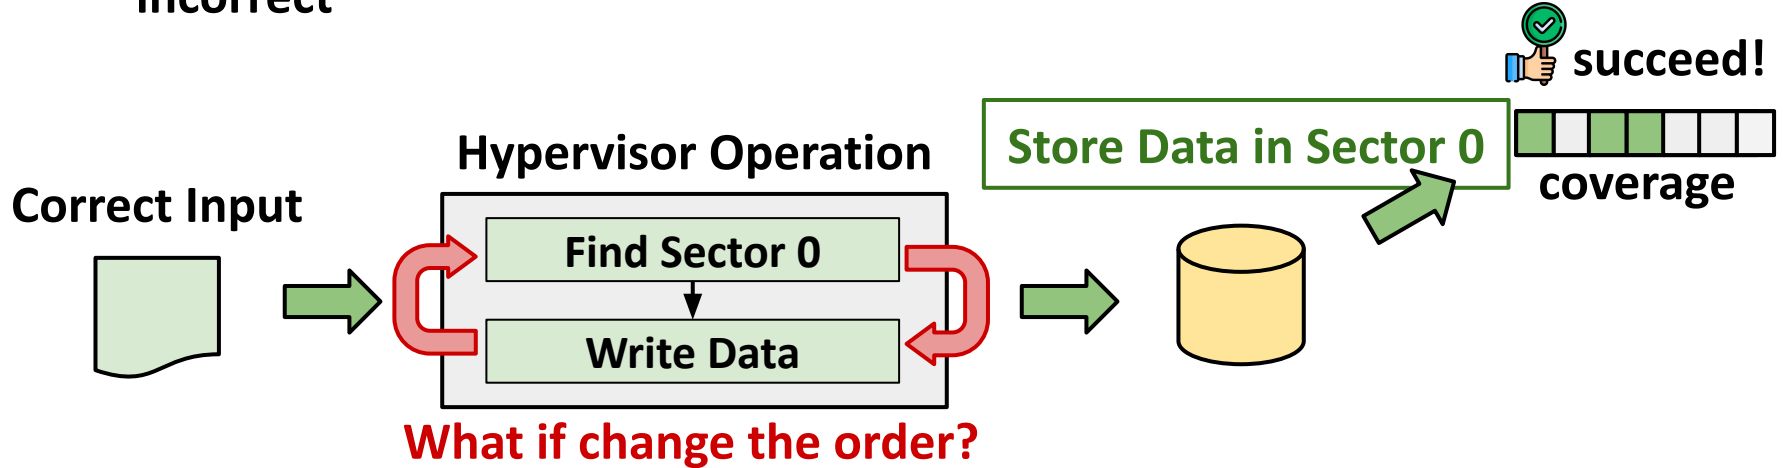 incorrect
succeed!
Store Data in Sector 0
coverage
Hypervisor Operation
Correct Input
Find Sector 0
Write Data
What if change the order?